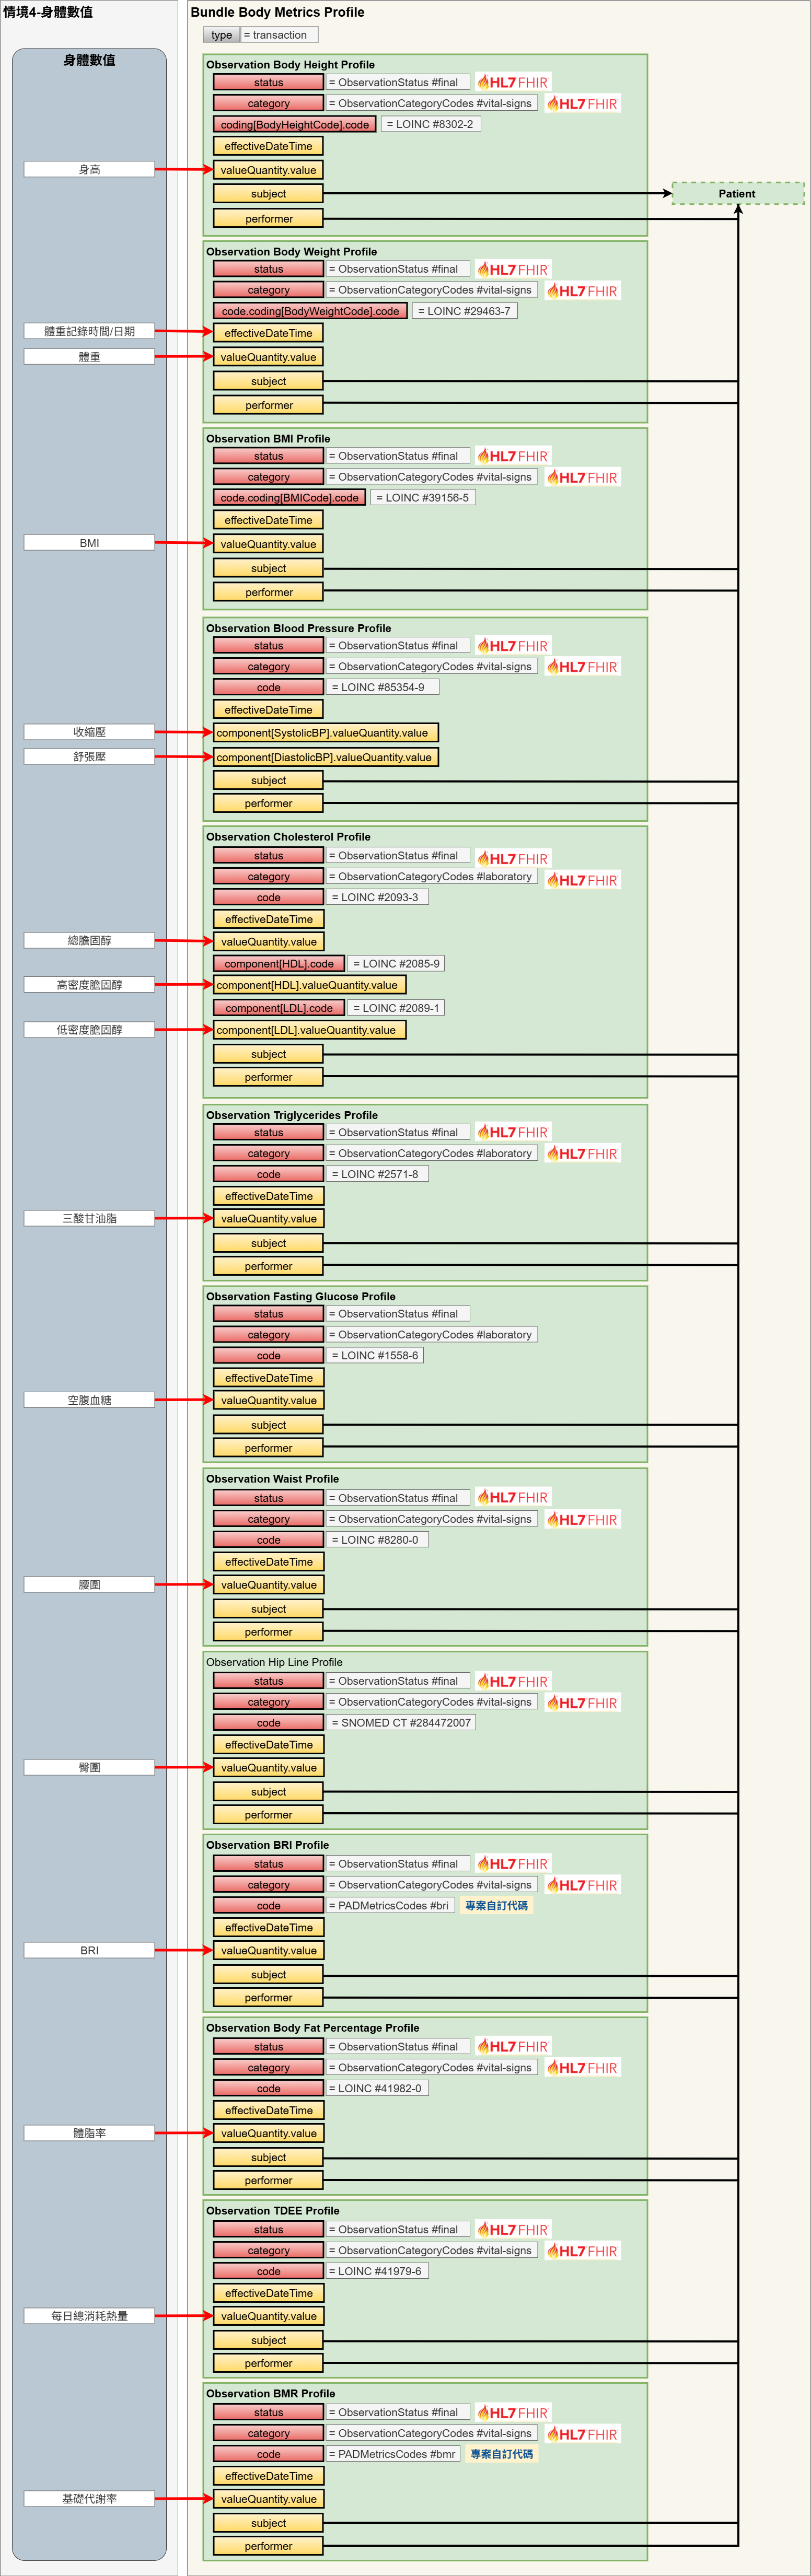 情境4-身體數值
Bundle Body Metrics Profile
type = transaction
身體數值
Observation Body Height Profile
status = ObservationStatus #final HL7 FHIR
category = ObservationCategoryCodes #vital-signs HL7 FHIR
coding[BodyHeightCode].code = LOINC #8302-2
effectiveDateTime
身高 valueQuantity.value
subject Patient
performer
Observation Body Weight Profile
status = ObservationStatus #final HL7 FHIR
category = ObservationCategoryCodes #vital-signs HL7 FHIR
code.coding[BodyWeightCode].code = LOINC #29463-7
體重記錄時間/日期 effectiveDateTime
體重 valueQuantity.value
subject
performer
Observation BMI Profile
status = ObservationStatus #final HL7 FHIR
category = ObservationCategoryCodes #vital-signs HL7 FHIR
code.coding[BMICode].code = LOINC #39156-5
effectiveDateTime
BMI valueQuantity.value
subject
performer
Observation Blood Pressure Profile
status = ObservationStatus #final HL7 FHIR
category = ObservationCategoryCodes #vital-signs HL7 FHIR
code = LOINC #85354-9
effectiveDateTime
收縮壓 component[SystolicBP].valueQuantity.value
舒張壓 component[DiastolicBP].valueQuantity.value
subject
performer
Observation Cholesterol Profile
status = ObservationStatus #final HL7 FHIR
category = ObservationCategoryCodes #laboratory HL7 FHIR
code = LOINC #2093-3
effectiveDateTime
總膽固醇 valueQuantity.value
component[HDL].code = LOINC #2085-9
高密度膽固醇 component[HDL].valueQuantity.value
component[LDL].code = LOINC #2089-1
低密度膽固醇 component[LDL].valueQuantity.value
subject
performer
Observation Triglycerides Profile
status = ObservationStatus #final HL7 FHIR
category = ObservationCategoryCodes #laboratory HL7 FHIR
code = LOINC #2571-8
effectiveDateTime
三酸甘油脂 valueQuantity.value
subject
performer
Observation Fasting Glucose Profile
status = ObservationStatus #final
category = ObservationCategoryCodes #laboratory
code = LOINC #1558-6
effectiveDateTime
空腹血糖 valueQuantity.value
subject
performer
Observation Waist Profile
status = ObservationStatus #final HL7 FHIR
category = ObservationCategoryCodes #vital-signs HL7 FHIR
code = LOINC #8280-0
effectiveDateTime
腰圍 valueQuantity.value
subject
performer
Observation Hip Line Profile
status = ObservationStatus #final HL7 FHIR
category = ObservationCategoryCodes #vital-signs HL7 FHIR
code = SNOMED CT #284472007
effectiveDateTime
臀圍 valueQuantity.value
subject
performer
Observation BRI Profile
status = ObservationStatus #final HL7 FHIR
category = ObservationCategoryCodes #vital-signs HL7 FHIR
code = PADMetricsCodes #bri 專案自訂代碼
effectiveDateTime
BRI valueQuantity.value
subject
performer
Observation Body Fat Percentage Profile
status = ObservationStatus #final HL7 FHIR
category = ObservationCategoryCodes #vital-signs HL7 FHIR
code = LOINC #41982-0
effectiveDateTime
體脂率 valueQuantity.value
subject
performer
Observation TDEE Profile
status = ObservationStatus #final HL7 FHIR
category = ObservationCategoryCodes #vital-signs HL7 FHIR
code = LOINC #41979-6
effectiveDateTime
每日總消耗熱量 valueQuantity.value
subject
performer
Observation BMR Profile
status = ObservationStatus #final HL7 FHIR
category = ObservationCategoryCodes #vital-signs HL7 FHIR
code = PADMetricsCodes #bmr 專案自訂代碼
effectiveDateTime
基礎代謝率 valueQuantity.value
subject
performer